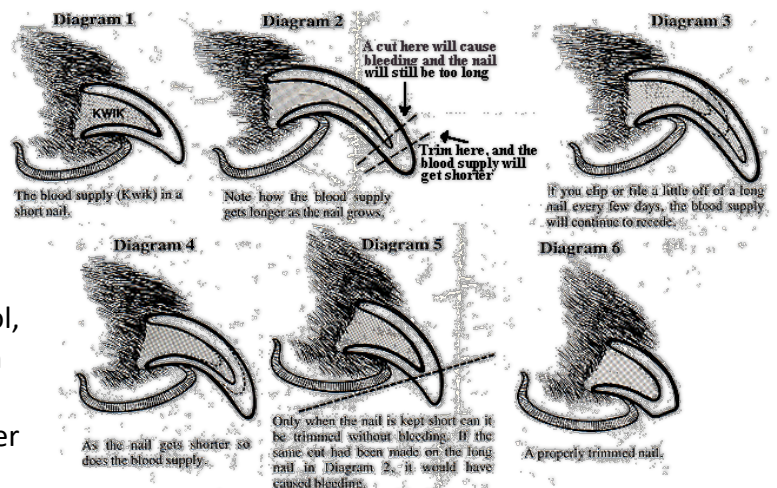 Diagram 1
KWIK
The blood supply (Kwik) in a
short nail.
Diagram 2
A cut here will cause
bleeding and the nail
will still be too long
Trim here, and the
blood supply will
get shorter
Note how the blood supply
gets longer as the nail grows.
Diagram 3
If you clip or file a little off of a long
nail every few days, the blood supply
will continue to recede.
ol,
er
Diagram 4
As the nail gets shorter so
does the blood supply.
Diagram 5
Only when the nail is kept short can it
be trimmed without bleeding. If the
same cut had been made on the long
nail in Diagram 2, it would have
caused bleeding.
Diagram 6
A properly trimmed nail.